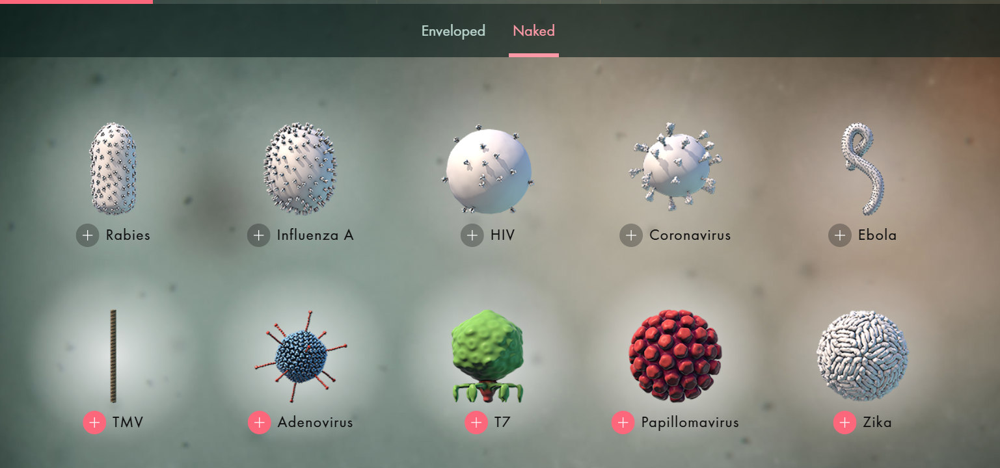 Enveloped Naked
Rabies
Influenza A
HIV
Coronavirus
Ebola
TMV
Adenovirus
T7
Papillomavirus
Zika